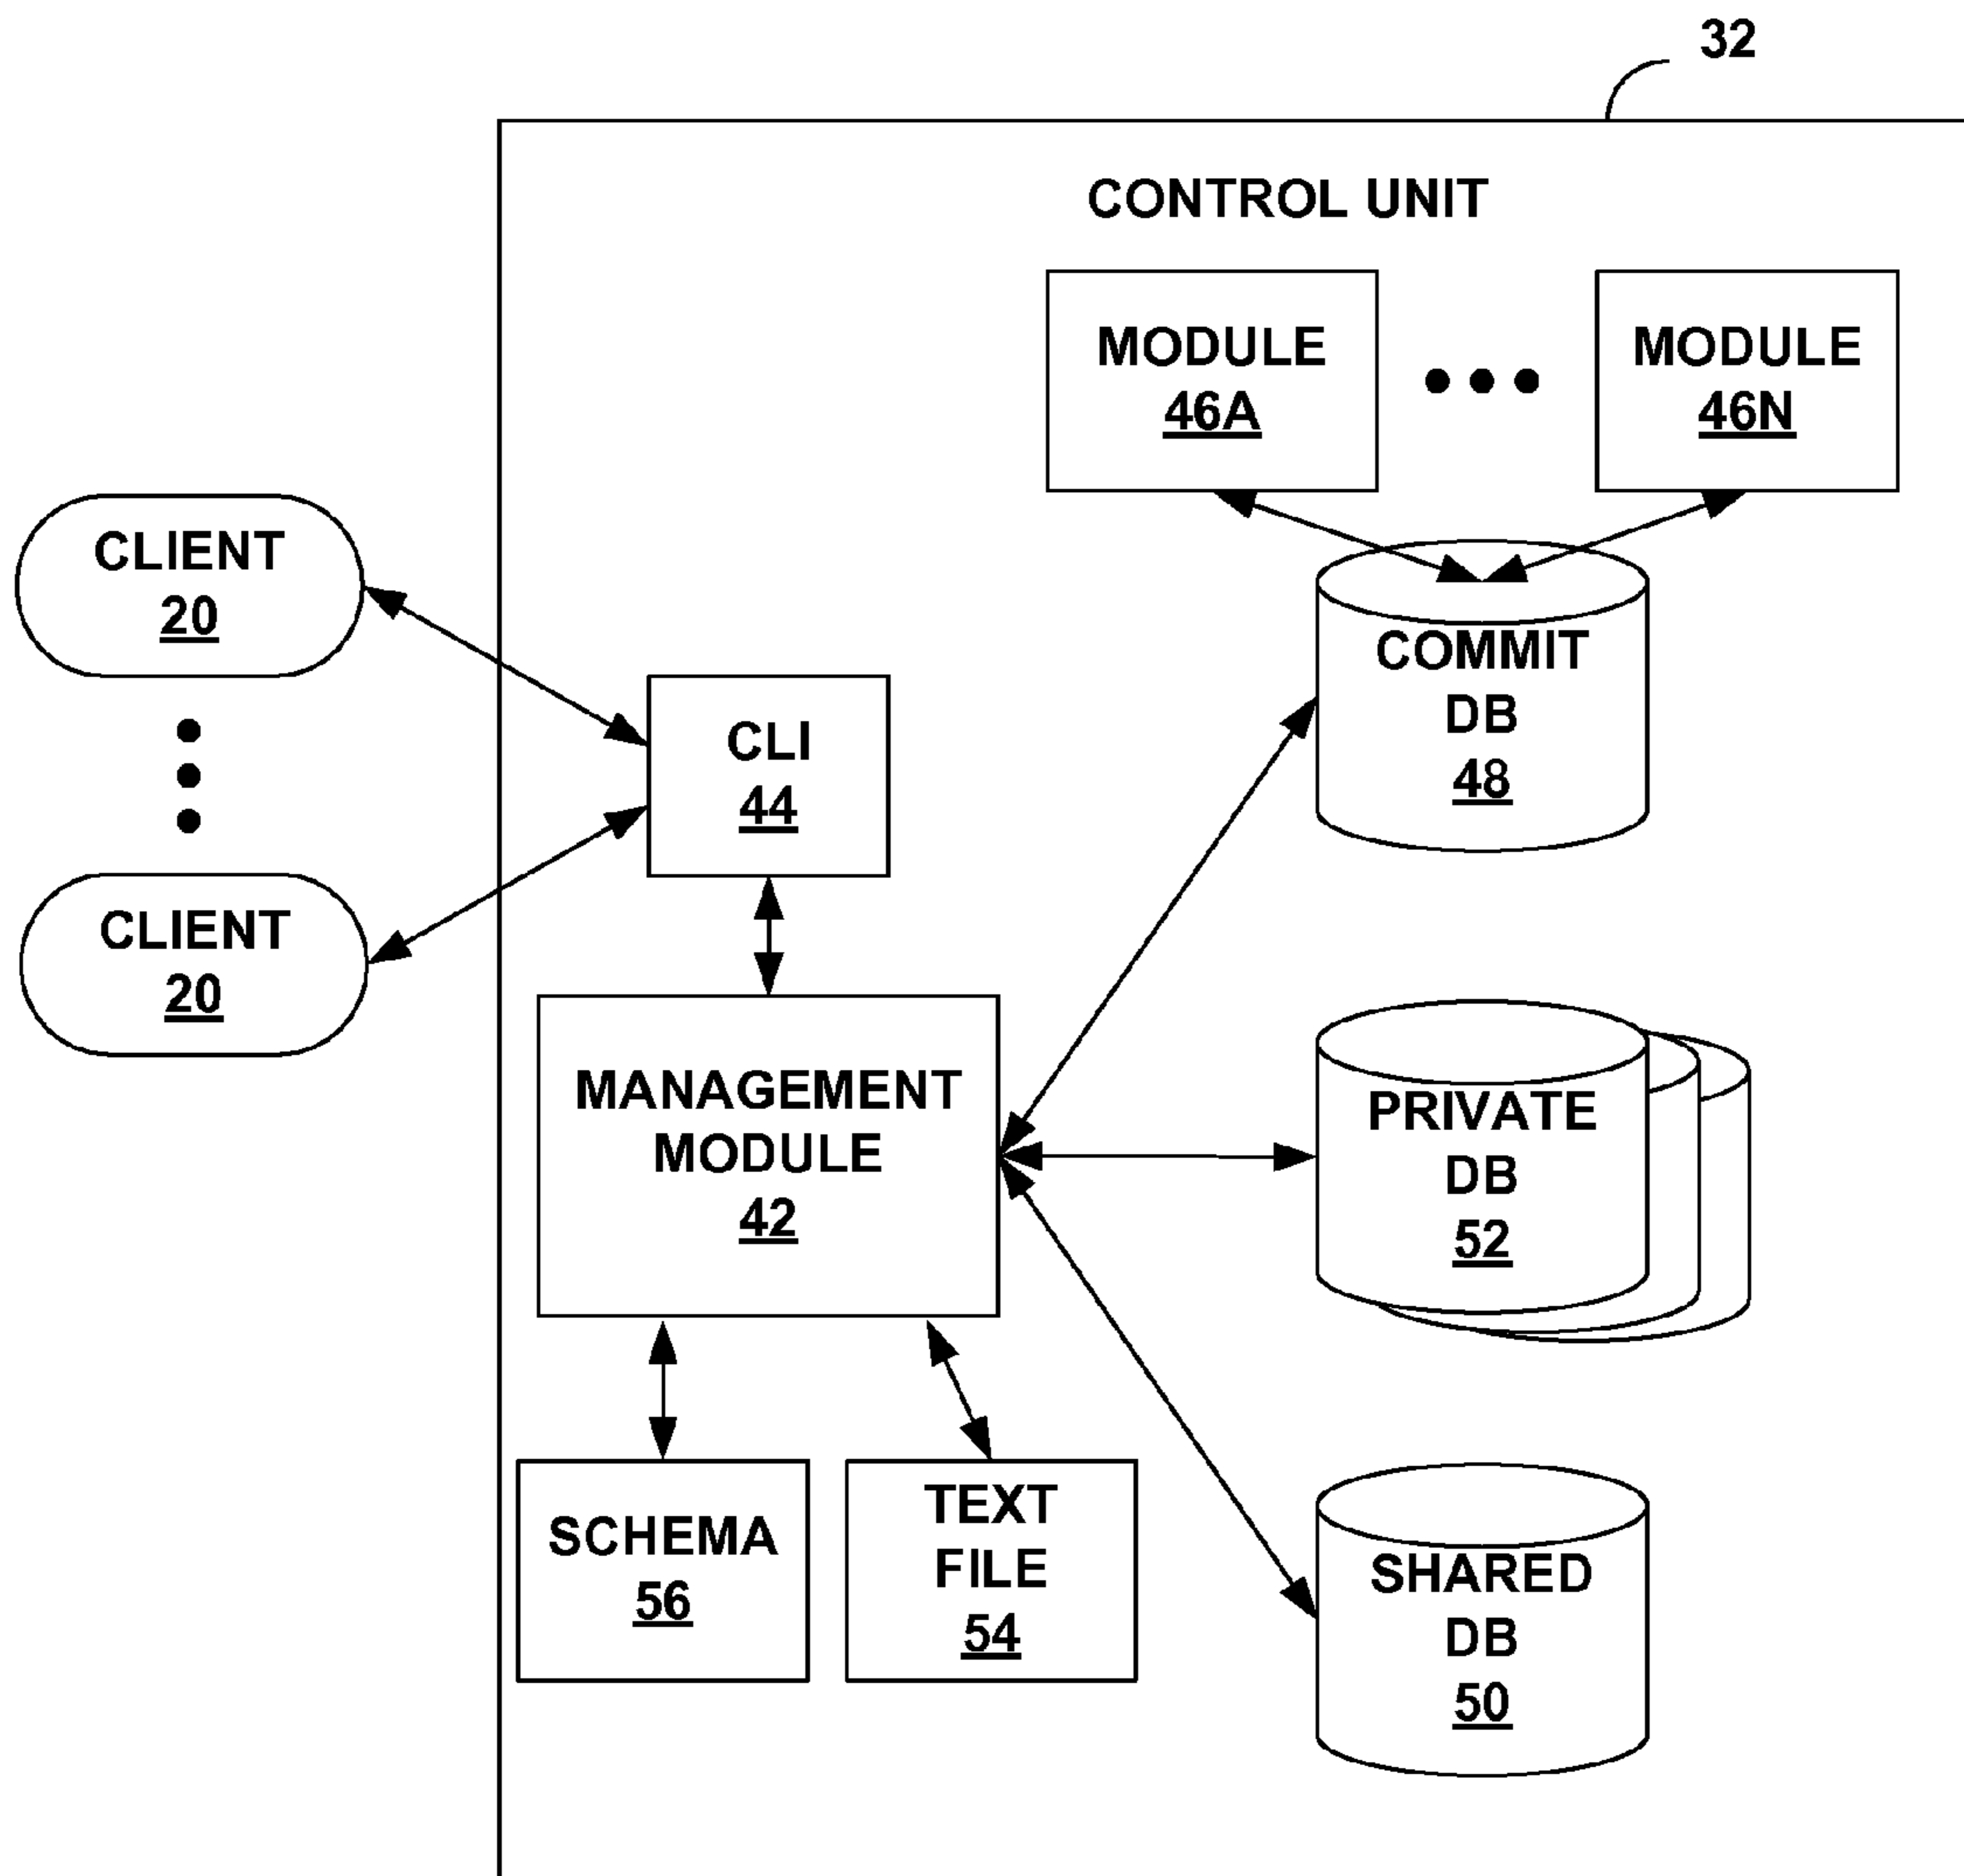 32
CONTROL UNIT
MODULE
46A
MODULE
46N
CLIENT
20
CLIENT
20
CLI
44
COMMIT
DB
48
MANAGEMENT
MODULE
42
PRIVATE
DB
52
SCHEMA
56
TEXT
FILE
54
SHARED
DB
50